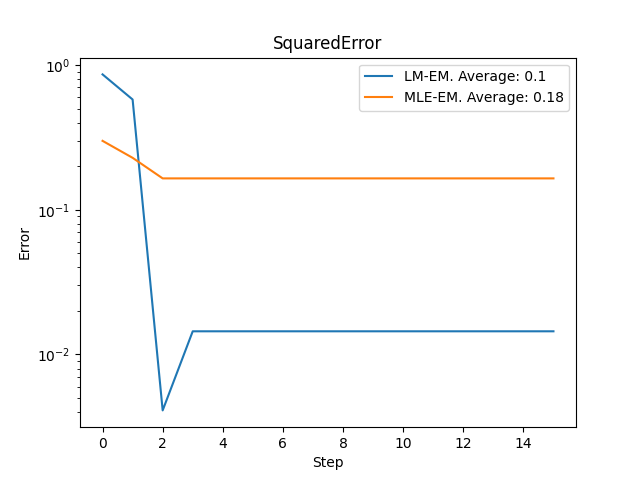 SquaredError
LM-EM. Average: 0.1
MLE-EM. Average: 0.18
10⁰
10⁻¹
10⁻²
Error
0 2 4 6 8 10 12 14
Step